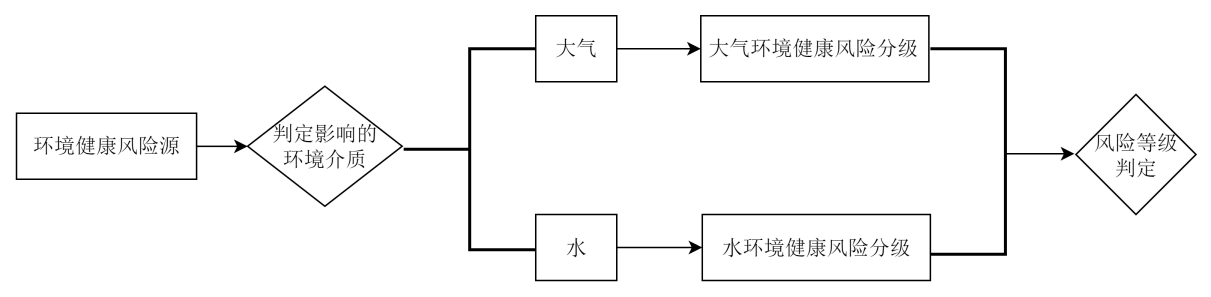 环境健康风险源
判定影响的
环境介质
大气
大气环境健康风险分级
水
水环境健康风险分级
风险等级
判定